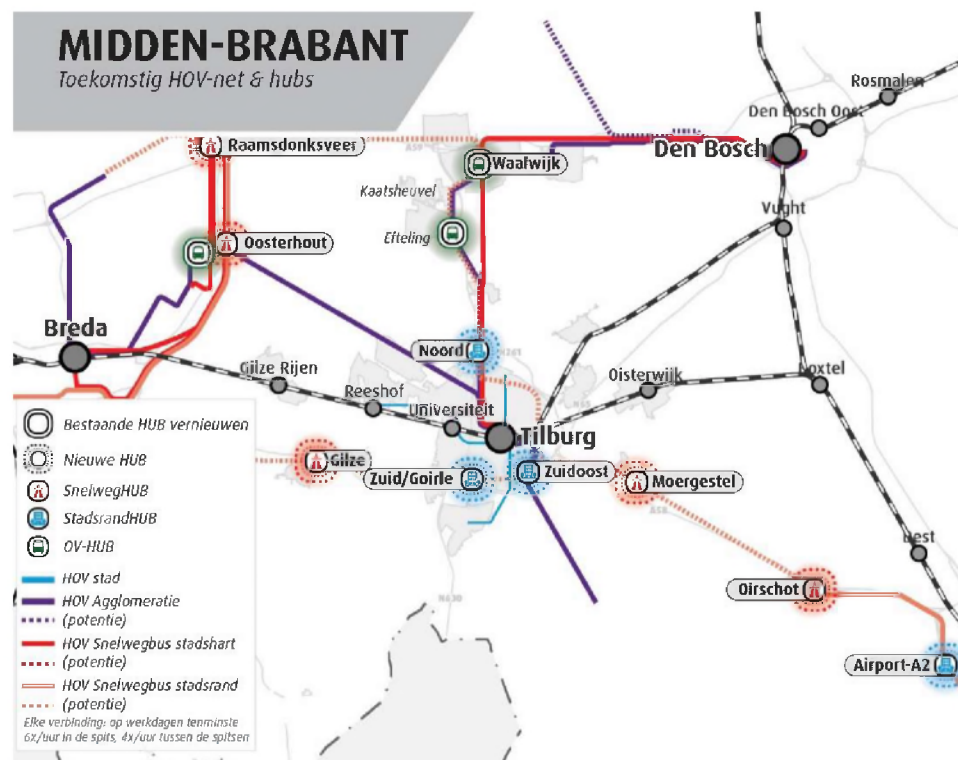 MIDDEN-BRABANT
Toekomstig HOV-net & hubs
Rosmalen
Den Bosch Oost
Raamsdonksveer
Waalwijk
Den Bosch
Kaatsheuvel
Vught
Efteling
Oosterhout
Breda
Noord
Gilze Rijen
Reeshof
Oisterwijk
Boxtel
Universiteit
Tilburg
Gilze
Zuid/Goirle
Zuidoost
Moergestel
Best
Oirschot
Airport-A2
Bestaande HUB vernieuwen
Nieuwe HUB
SnelwegHUB
StadsrandHUB
OV-HUB
HOV stad
HOV Agglomeratie
(potentie)
HOV Snelwegbus stadshart
(potentie)
HOV Snelwegbus stadsrand
(potentie)
Elke verbinding: op werkdagen tenminste
6x/uur in de spits, 4x/uur tussen de spitsen